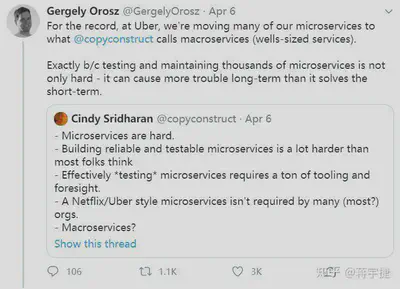 Gergely Orosz @GergelyOrosz · Apr 6
For the record, at Uber, we're moving many of our microservices to
what @copyconstruct calls macroservices (wells-sized services).
Exactly b/c testing and maintaining thousands of microservices is not
only hard - it can cause more trouble long-term than it solves the
short-term.
Cindy Sridharan @copyconstruct · Apr 6
- Microservices are hard.
- Building reliable and testable microservices is a lot harder than
most folks think
- Effectively *testing* microservices requires a ton of tooling and
foresight.
- A Netflix/Uber style microservices isn't required by many (most?)
orgs.
- Macroservices?
Show this thread
106 1.1K 3K
知乎 @蒋宇捷